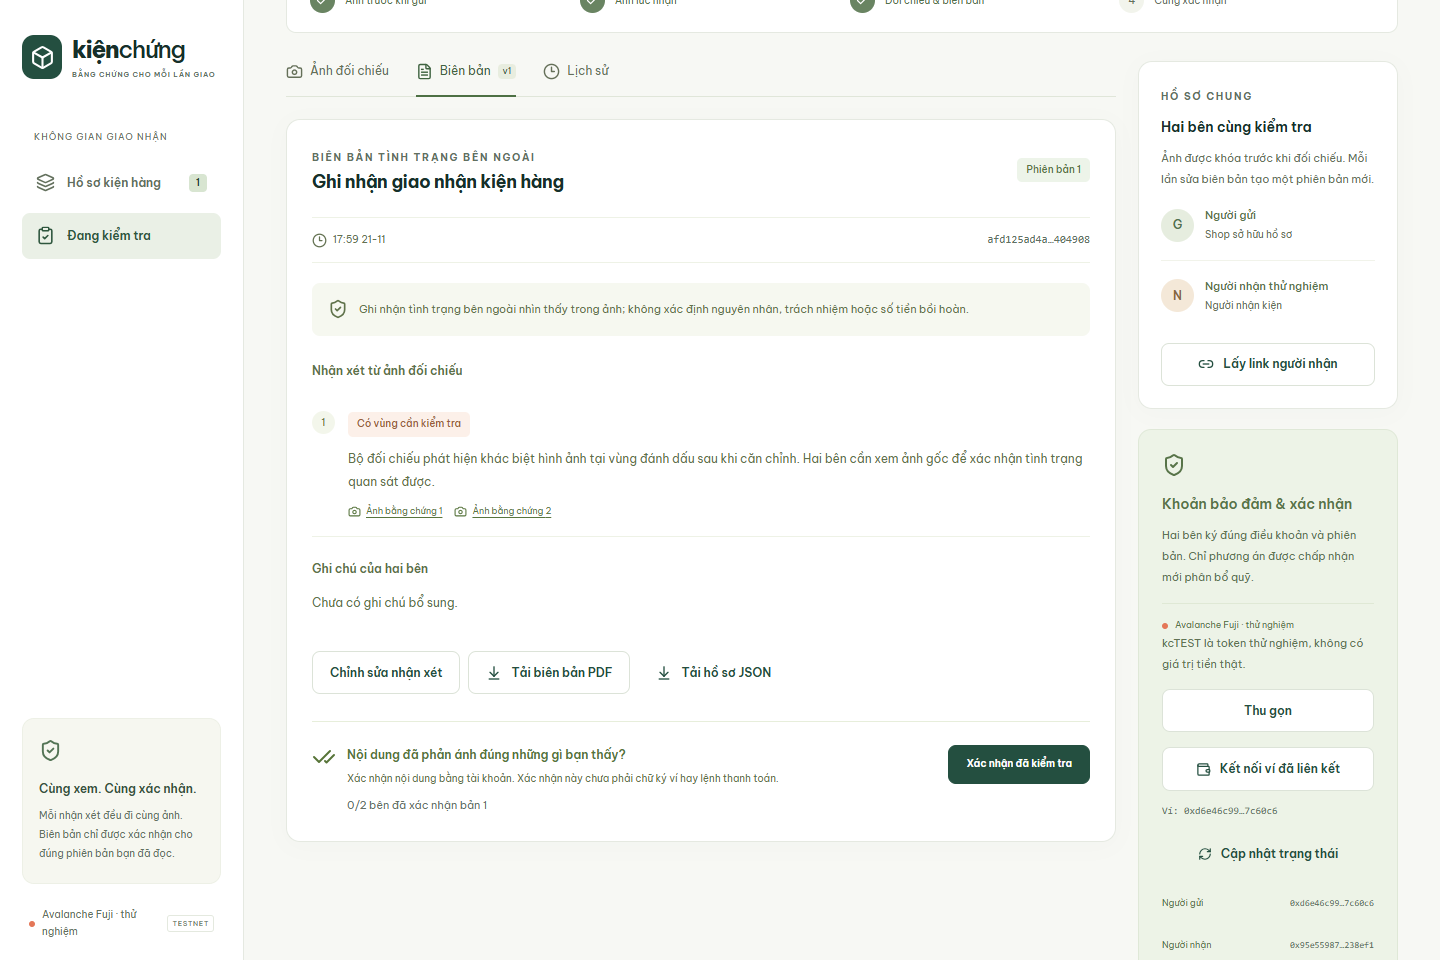 kiệnchứng
BẰNG CHỨNG CHO MỖI LẦN GIAO
KHÔNG GIAN GIAO NHẬN
Hồ sơ kiện hàng 1
Đang kiểm tra
Cùng xem. Cùng xác nhận.
Mỗi nhận xét đều đi cùng ảnh.
Biên bản chỉ được xác nhận cho
đúng phiên bản bạn đã đọc.
Avalanche Fuji · thử
nghiệm
TESTNET
Ảnh trước khi gửi
Ảnh lúc nhận
Đối chiếu & biên bản
4 Cùng xác nhận
Ảnh đối chiếu
Biên bản v1
Lịch sử
BIÊN BẢN TÌNH TRẠNG BÊN NGOÀI
Ghi nhận giao nhận kiện hàng
Phiên bản 1
17:59 21-11
afd125ad4a…404908
Ghi nhận tình trạng bên ngoài nhìn thấy trong ảnh; không xác định nguyên nhân, trách nhiệm hoặc số tiền bồi hoàn.
Nhận xét từ ảnh đối chiếu
1 Có vùng cần kiểm tra
Bộ đối chiếu phát hiện khác biệt hình ảnh tại vùng đánh dấu sau khi căn chỉnh. Hai bên cần xem ảnh gốc để xác nhận tình trạng
quan sát được.
Ảnh bằng chứng 1 Ảnh bằng chứng 2
Ghi chú của hai bên
Chưa có ghi chú bổ sung.
Chỉnh sửa nhận xét
Tải biên bản PDF
Tải hồ sơ JSON
Nội dung đã phản ánh đúng những gì bạn thấy?
Xác nhận nội dung bằng tài khoản. Xác nhận này chưa phải chữ ký ví hay lệnh thanh toán.
0/2 bên đã xác nhận bản 1
Xác nhận đã kiểm tra
HỒ SƠ CHUNG
Hai bên cùng kiểm tra
Ảnh được khóa trước khi đối chiếu. Mỗi
lần sửa biên bản tạo một phiên bản mới.
G
Người gửi
Shop sở hữu hồ sơ
N
Người nhận thử nghiệm
Người nhận kiện
Lấy link người nhận
Khoản bảo đảm & xác nhận
Hai bên ký đúng điều khoản và phiên
bản. Chỉ phương án được chấp nhận
mới phân bổ quỹ.
Avalanche Fuji · thử nghiệm
kcTEST là token thử nghiệm, không có
giá trị tiền thật.
Thu gọn
Kết nối ví đã liên kết
Ví: 0xd6e46c99…7c60c6
Cập nhật trạng thái
Người gửi 0xd6e46c99…7c60c6
Người nhận 0x95e55987…238ef1